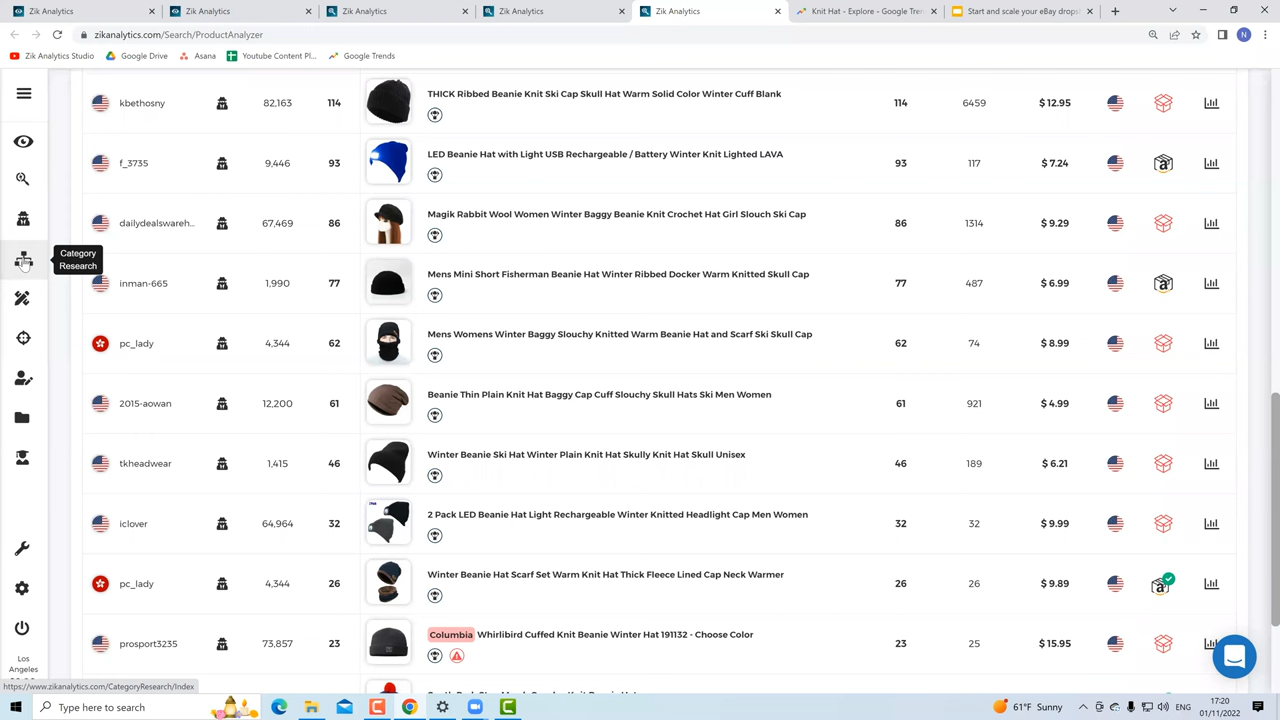 Zik Analytics
Zik Analytics
Zik Analytics
Zik Analytics
Zik Analytics
Knit Hat - Explore - Google Tren
Start and scale your eBay drops
zikanalytics.com/Search/ProductAnalyzer
N
Zik Analytics Studio
Google Drive
Asana
Youtube Content Pl...
Google Trends
kbethosny 82,163 114 THICK Ribbed Beanie Knit Ski Cap Skull Hat Warm Solid Color Winter Cuff Blank 114 6459 $ 12.95
f_3735 9,446 93 LED Beanie Hat with Light USB Rechargeable / Battery Winter Knit Lighted LAVA 93 117 $ 7.24
dailydealswareh... 67,469 86 Magik Rabbit Wool Women Winter Baggy Beanie Knit Crochet Hat Girl Slouch Ski Cap 86 1314 $ 9.29
Category
Research
inman-665 1,990 77 Mens Mini Short Fisherman Beanie Hat Winter Ribbed Docker Warm Knitted Skull Cap 77 487 $ 6.99
pc_lady 4,344 62 Mens Womens Winter Baggy Slouchy Knitted Warm Beanie Hat and Scarf Ski Skull Cap 62 74 $ 8.99
2015-aowan 12,200 61 Beanie Thin Plain Knit Hat Baggy Cap Cuff Slouchy Skull Hats Ski Men Women 61 921 $ 4.99
tkheadwear 1,415 46 Winter Beanie Ski Hat Winter Plain Knit Hat Skully Knit Hat Skull Unisex 46 189 $ 6.21
iclover 64,964 32 2 Pack LED Beanie Hat Light Rechargeable Winter Knitted Headlight Cap Men Women 32 32 $ 9.99
pc_lady 4,344 26 Winter Beanie Hat Scarf Set Warm Knit Hat Thick Fleece Lined Cap Neck Warmer 26 26 $ 9.89
prosport3235 73,857 23 Columbia Whirlibird Cuffed Knit Beanie Winter Hat 191132 - Choose Color 23 25 $ 15.95
Los
Angeles
https://www.zikanalytics.com/CategoryResearch/Index
Type here to search
61°F Sunny
ENG
17:20
01/11/2022